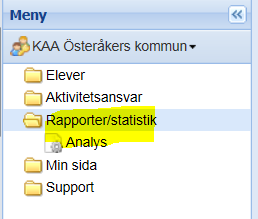 Meny
KAA Österåkers kommun
Elever
Aktivitetsansvar
Rapporter/statistik
Analys
Min sida
Support